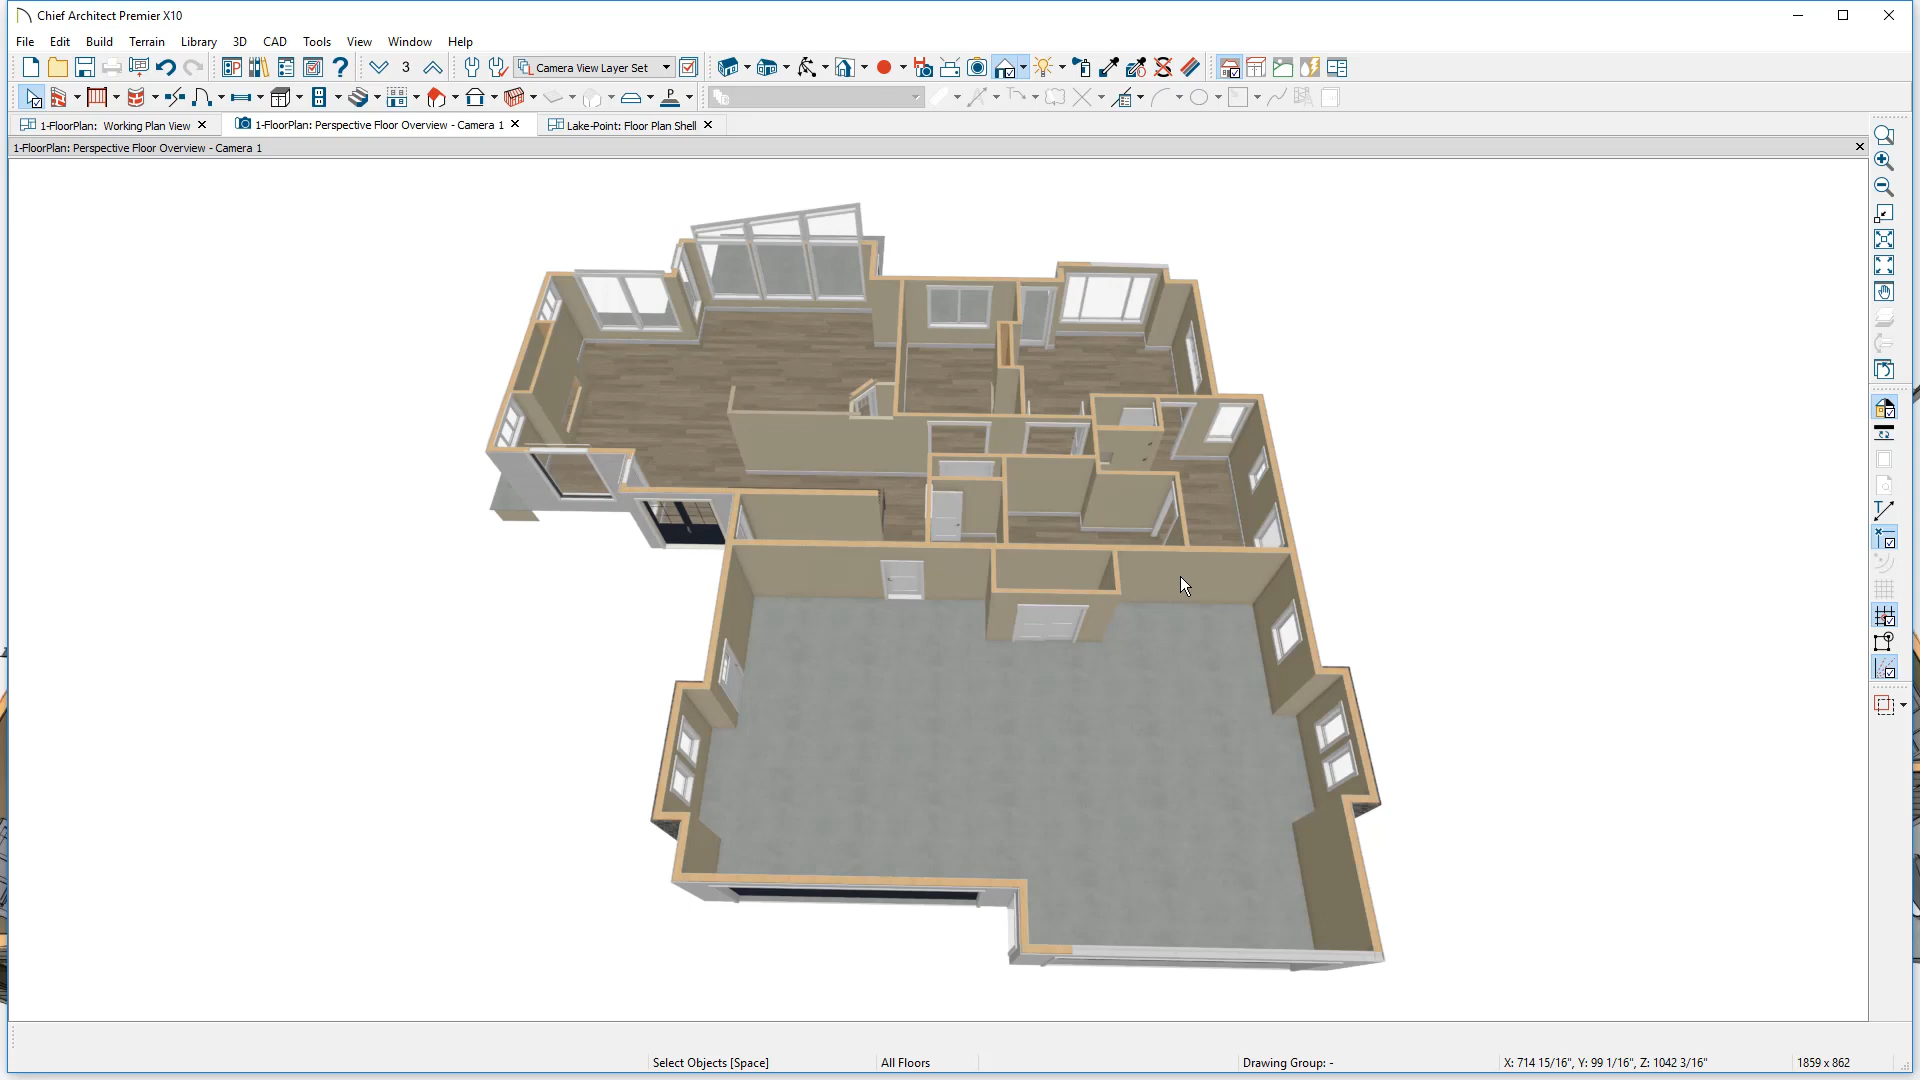 Chief Architect Premier X10
File Edit Build Terrain Library 3D CAD Tools View Window Help
3 Camera View Layer Set
P
1-FloorPlan: Working Plan View 1-FloorPlan: Perspective Floor Overview - Camera 1 Lake-Point: Floor Plan Shell
1-FloorPlan: Perspective Floor Overview - Camera 1
Select Objects [Space] All Floors Drawing Group: - X: 714 15/16", Y: 99 1/16", Z: 1042 3/16" 1859 x 862